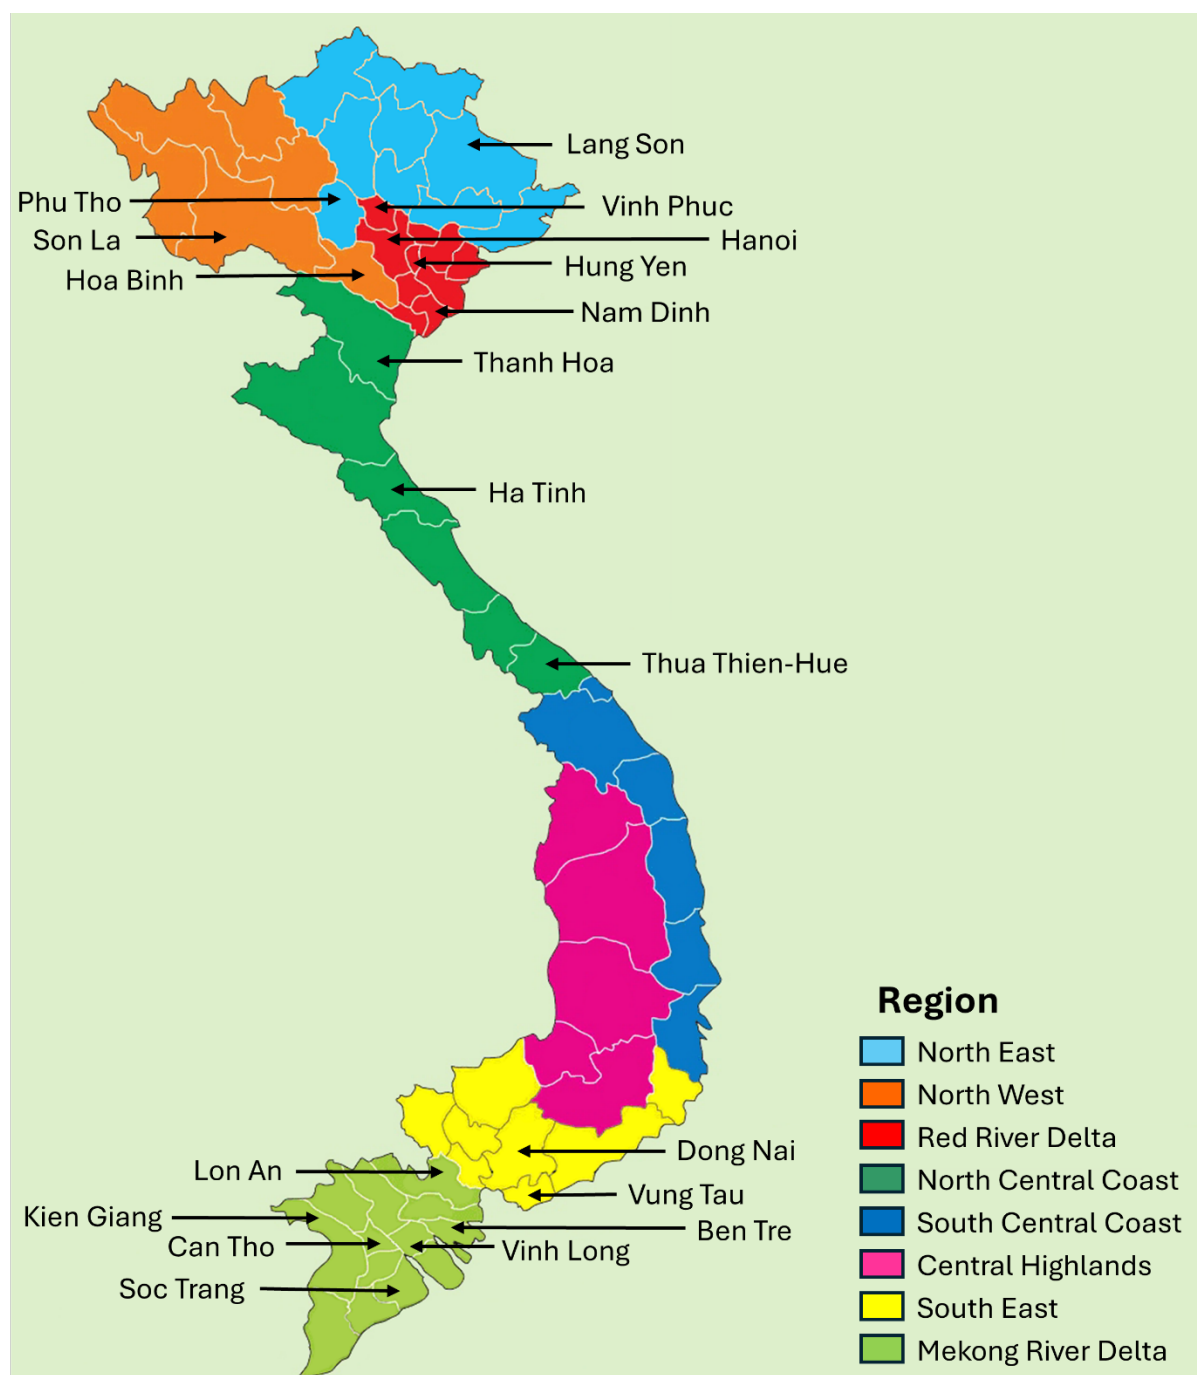 Lang Son
Phu Tho
Vinh Phuc
Son La
Hanoi
Hoa Binh
Hung Yen
Nam Dinh
Thanh Hoa
Ha Tinh
Thua Thien-Hue
Region
North East
North West
Red River Delta
North Central Coast
South Central Coast
Central Highlands
South East
Mekong River Delta
Dong Nai
Lon An
Vung Tau
Kien Giang
Ben Tre
Can Tho
Vinh Long
Soc Trang